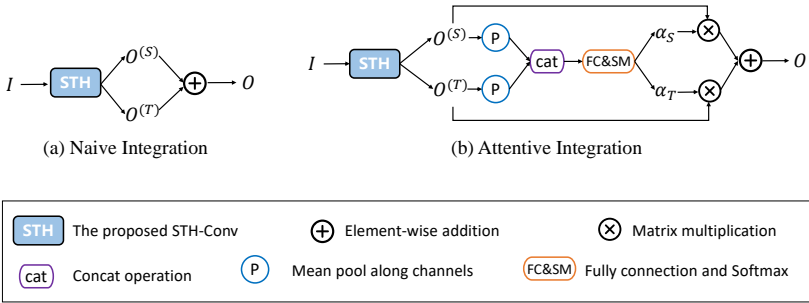 I STH O^(S) O^(T) + O
I STH O^(S) P O^(T) P cat FC&SM α_S × α_T × + O
(a) Naive Integration
(b) Attentive Integration
STH The proposed STH-Conv + Element-wise addition × Matrix multiplication
cat Concat operation P Mean pool along channels FC&SM Fully connection and Softmax